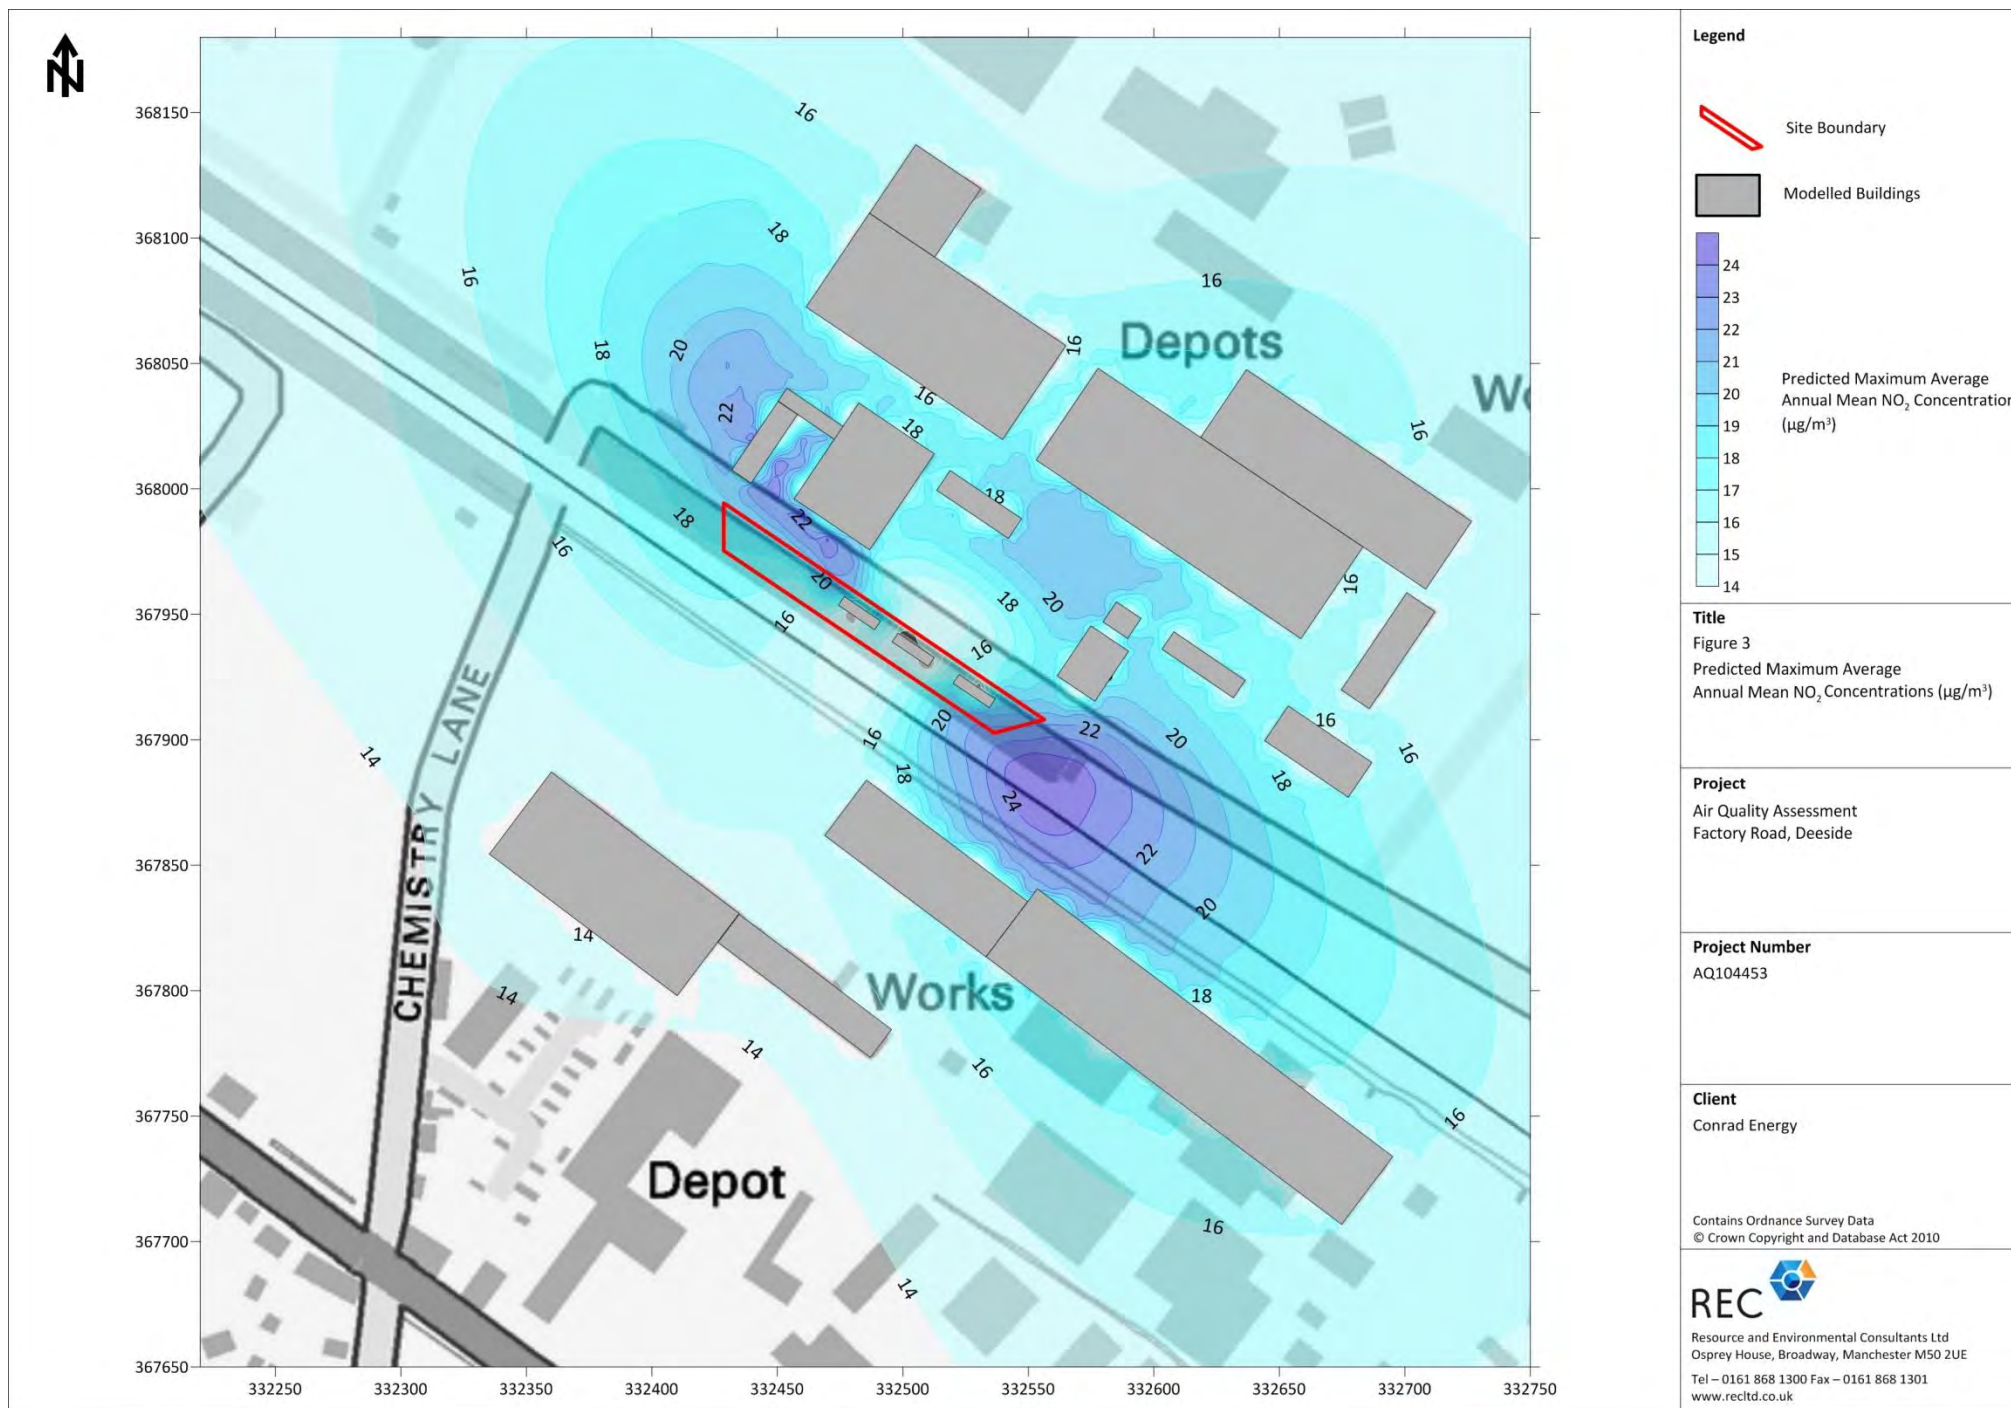 N
368150
368100
368050
368000
367950
367900
367850
367800
367750
367700
367650
332250
332300
332350
332400
332450
332500
332550
332600
332650
332700
332750
16
16
16
18
16
18
20
16
Depots
16
22
18
18
16
22
18
16
20
18
20
16
16
16
16
20
22
20
16
18
16
18
16
14
24
22
20
CHEMISTRY LANE
14
14
Works
18
14
16
16
Depot
16
14
Legend
Site Boundary
Modelled Buildings
24
23
22
21
20
19
18
17
16
15
14
Predicted Maximum Average
Annual Mean NO₂ Concentration
(µg/m³)
Title
Figure 3
Predicted Maximum Average
Annual Mean NO₂ Concentrations (µg/m³)
Project
Air Quality Assessment
Factory Road, Deeside
Project Number
AQ104453
Client
Conrad Energy
Contains Ordnance Survey Data
© Crown Copyright and Database Act 2010
REC
Resource and Environmental Consultants Ltd
Osprey House, Broadway, Manchester M50 2UE
Tel – 0161 868 1300 Fax – 0161 868 1301
www.recltd.co.uk